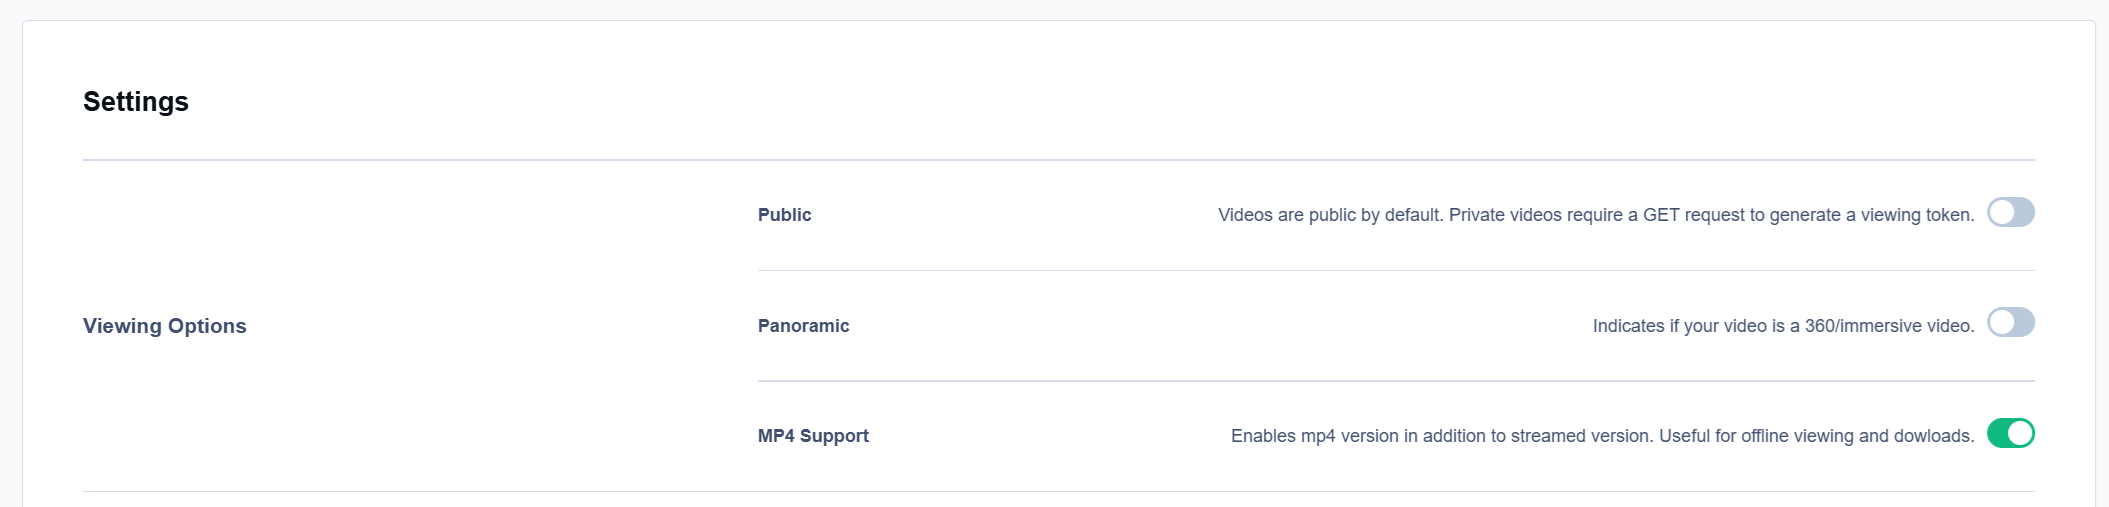 Settings
Public
Videos are public by default. Private videos require a GET request to generate a viewing token.
Viewing Options
Panoramic
Indicates if your video is a 360/immersive video.
MP4 Support
Enables mp4 version in addition to streamed version. Useful for offline viewing and dowloads.